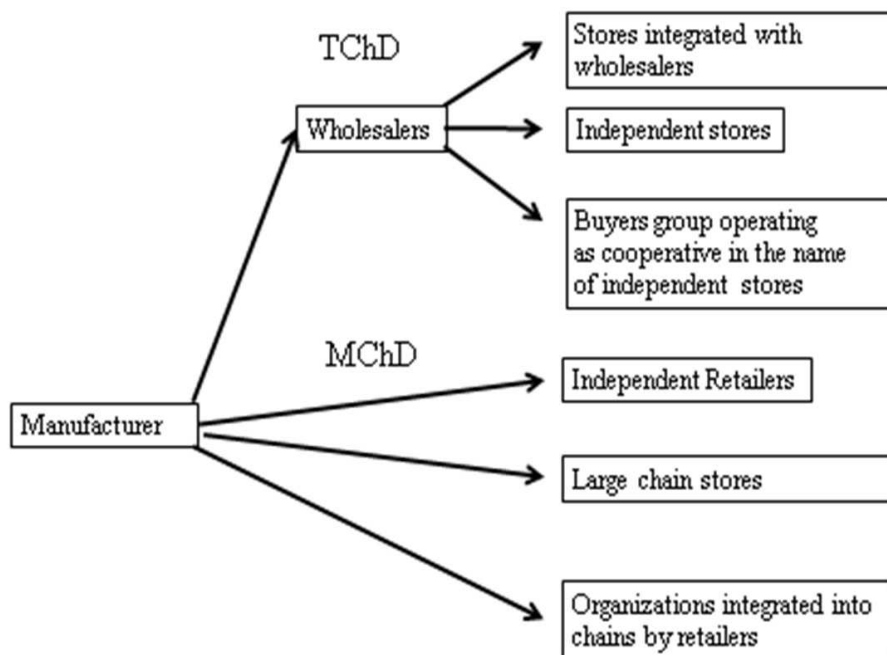 TChD
Stores integrated with
wholesalers
Wholesalers
Independent stores
Buyers group operating
as cooperative in the name
of independent stores
MChD
Independent Retailers
Manufacturer
Large chain stores
Organizations integrated into
chains by retailers